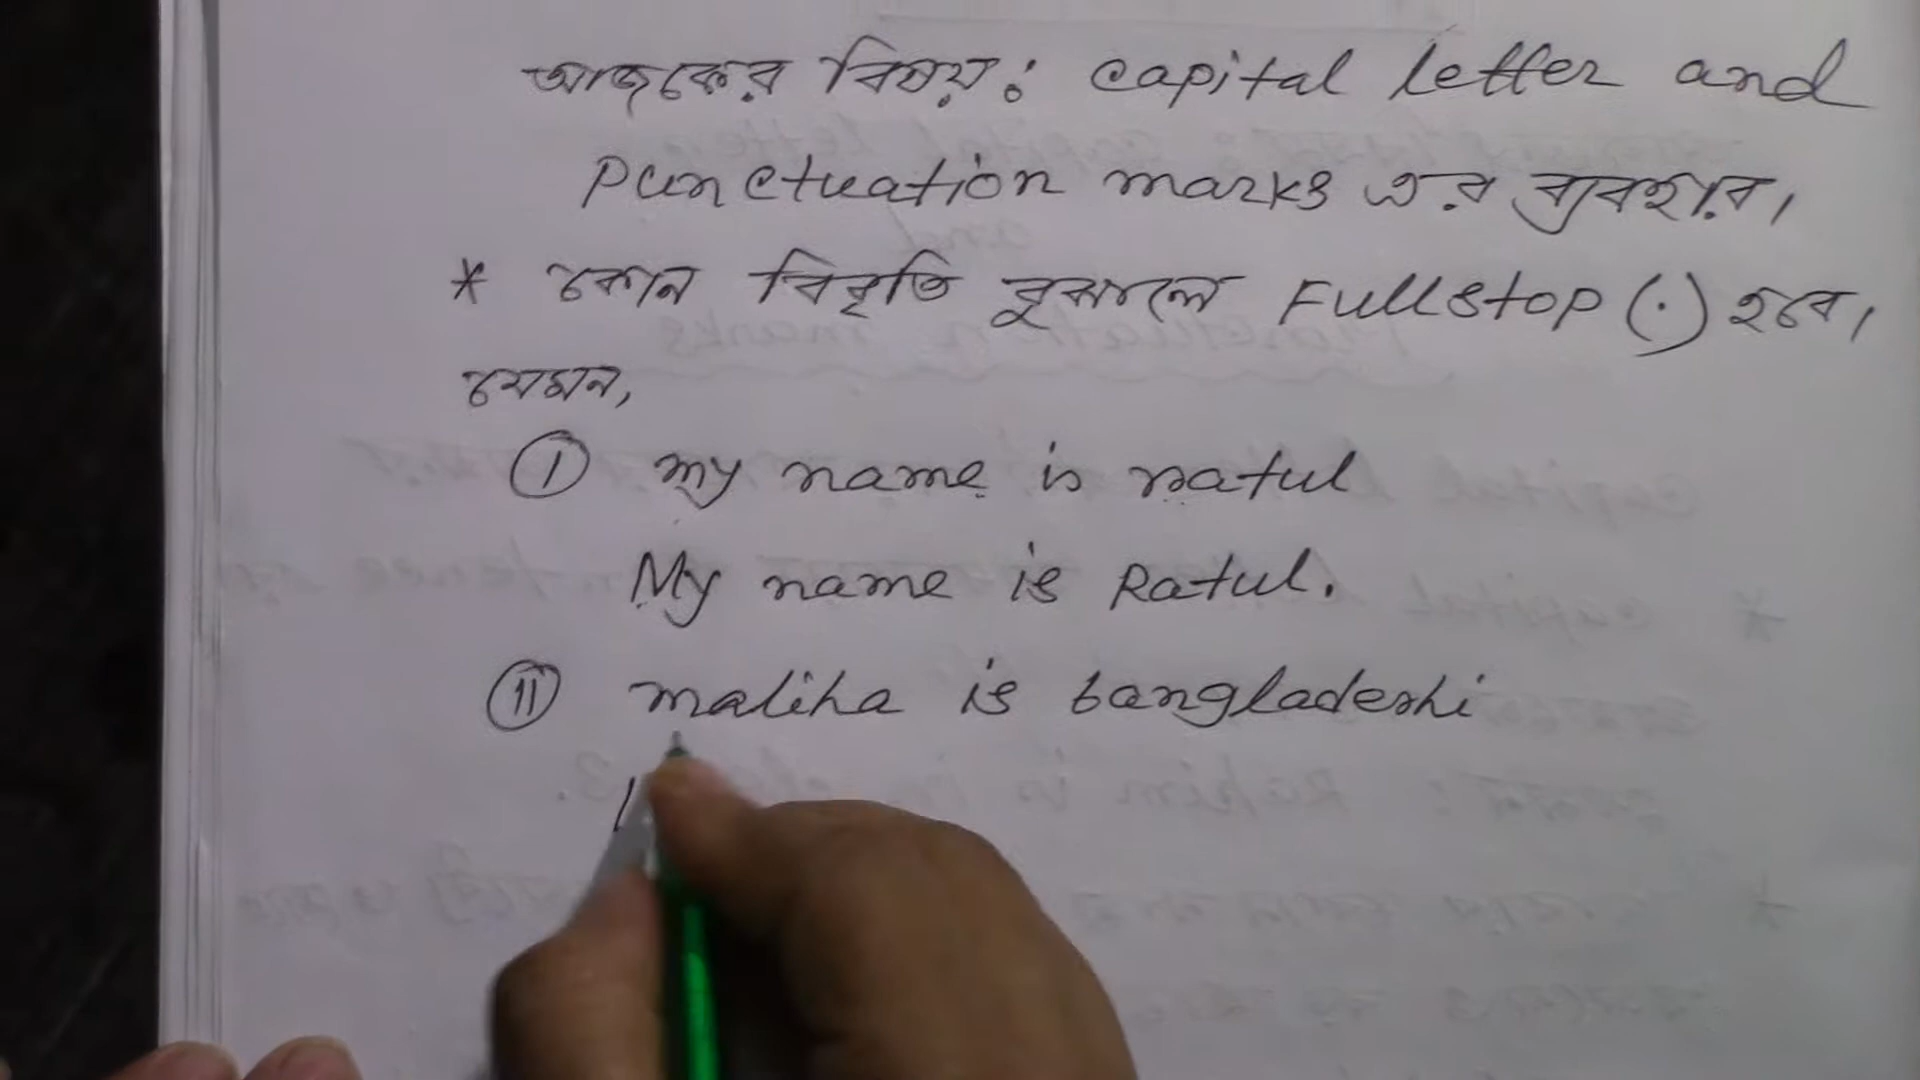 আজকের বিষয়: capital letter and
Punctuation marks এর ব্যবহার।
* কোন বিবৃতি বুঝালে Fullstop (.) হবে।
যেমন,
(I) my name is ratul
My name is Ratul.
(II) maliha is bangladeshi